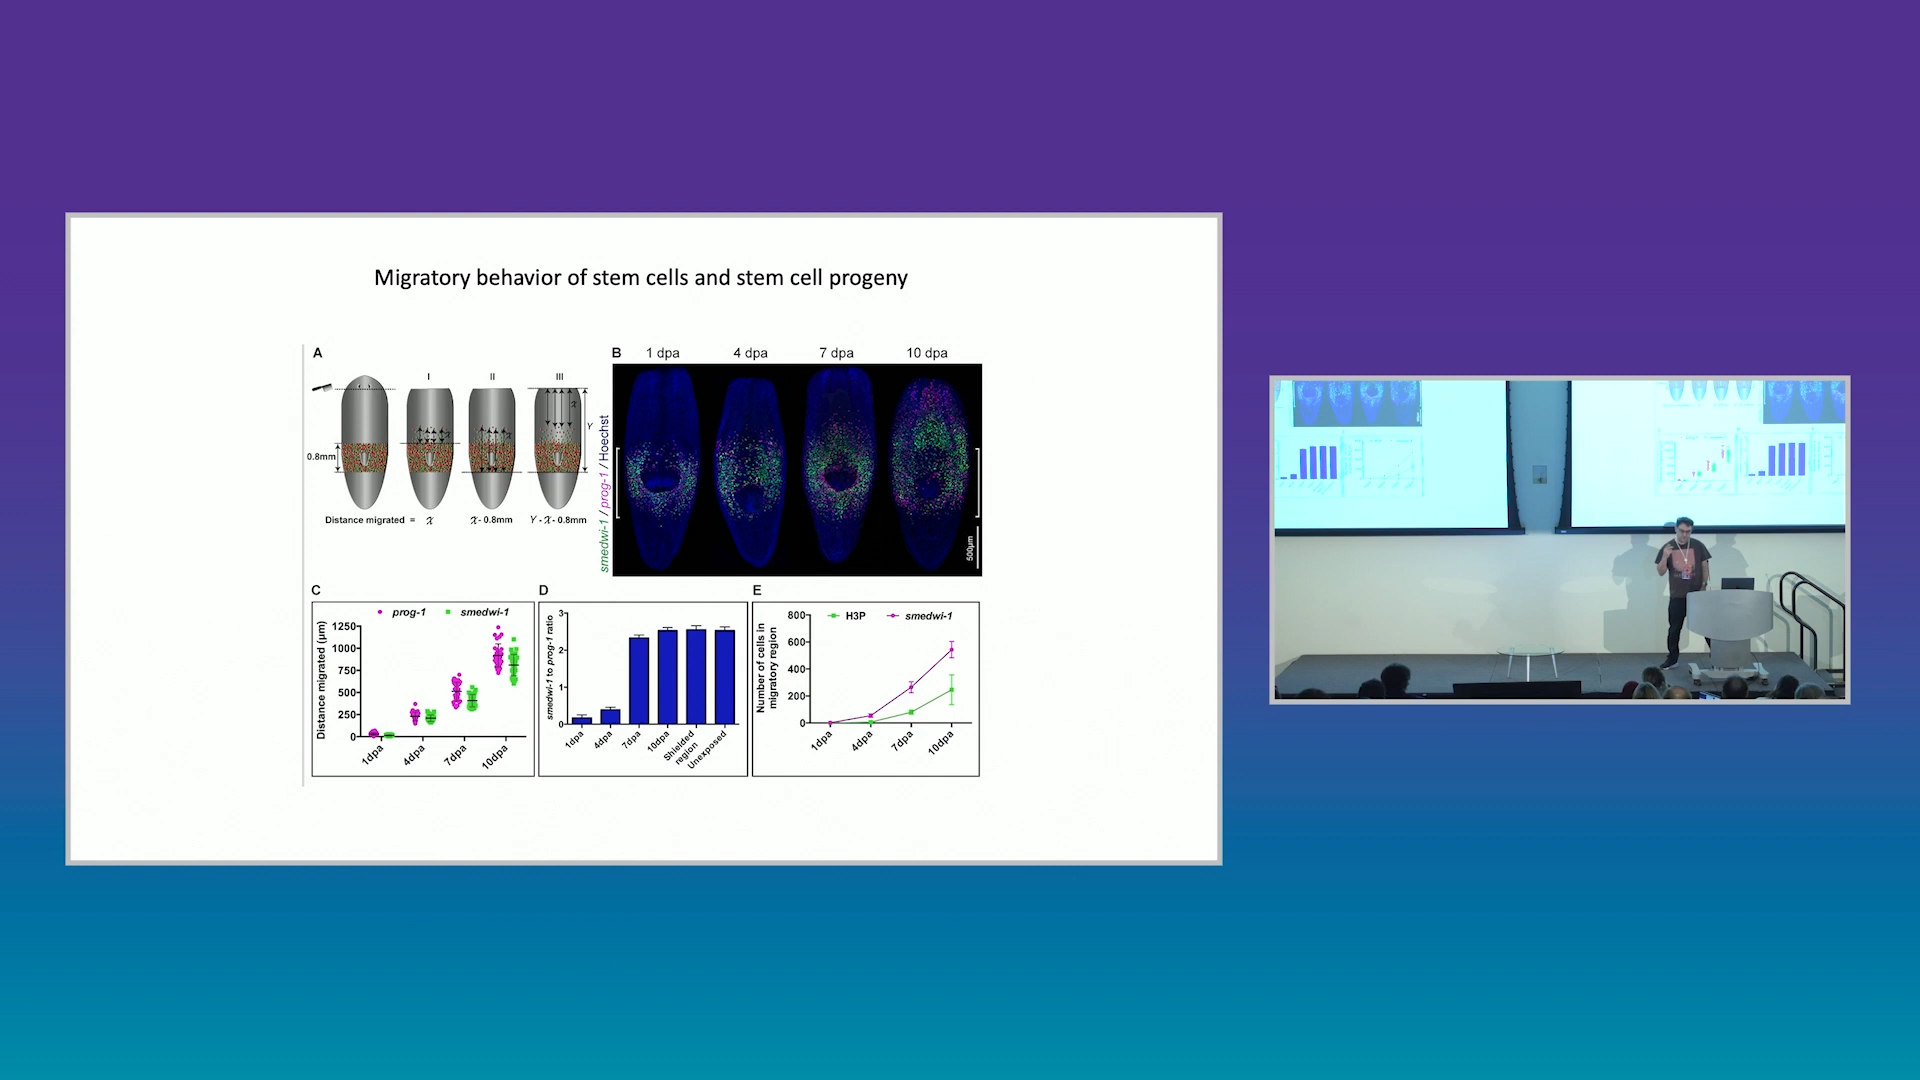 Migratory behavior of stem cells and stem cell progeny
A
I
II
III
0.8mm
𝒳
𝒳
𝒳
Y
Distance migrated = 𝒳
𝒳 - 0.8mm
Y - 𝒳 - 0.8mm
B
1 dpa
4 dpa
7 dpa
10 dpa
smedwi-1 / prog-1 / Hoechst
500µm
C
prog-1
smedwi-1
Distance migrated (µm)
1250
1000
750
500
250
0
1dpa
4dpa
7dpa
10dpa
D
smedwi-1 to prog-1 ratio
3
2
1
0
1dpa
4dpa
7dpa
10dpa
Shielded
region
Unexposed
E
H3P
smedwi-1
Number of cells in
migratory region
800
600
400
200
0
1dpa
4dpa
7dpa
10dpa